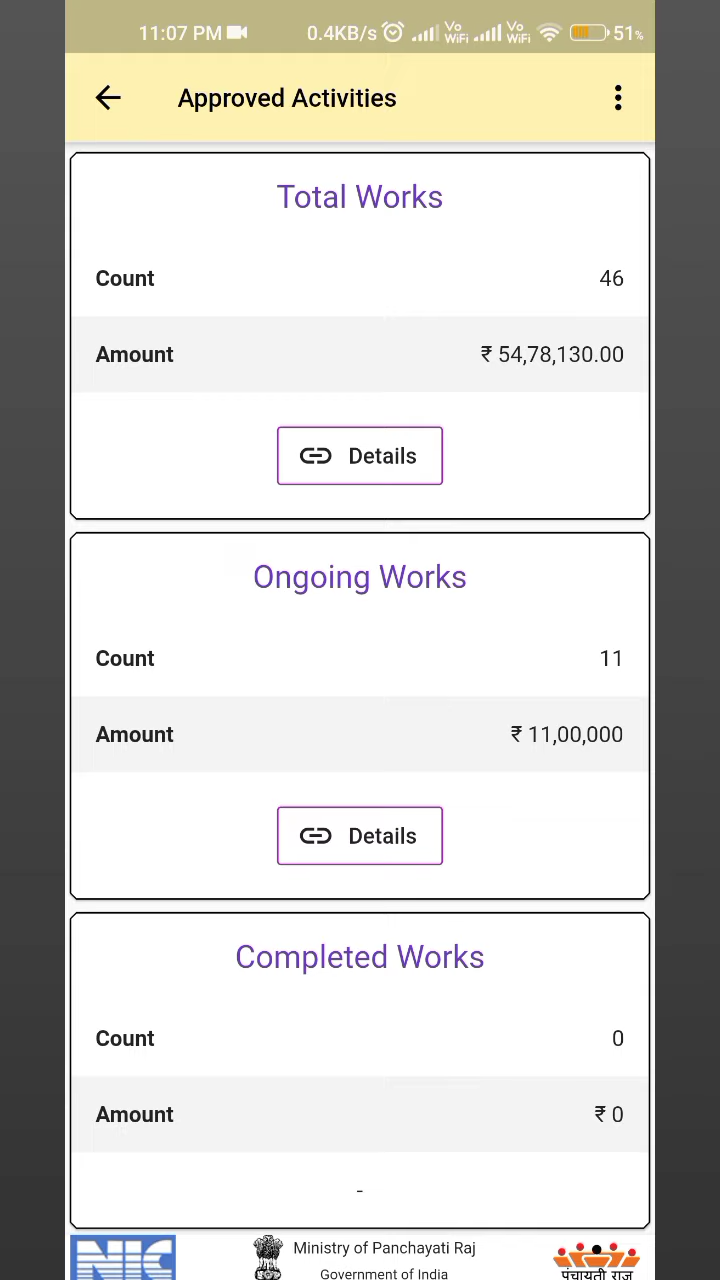 11:07 PM 0.4KB/s Vo WiFi Vo WiFi 51%
Approved Activities
Total Works
Count 46
Amount ₹ 54,78,130.00
Details
Ongoing Works
Count 11
Amount ₹ 11,00,000
Details
Completed Works
Count 0
Amount ₹ 0
-
NIC Ministry of Panchayati Raj
Government of India पंचायती राज